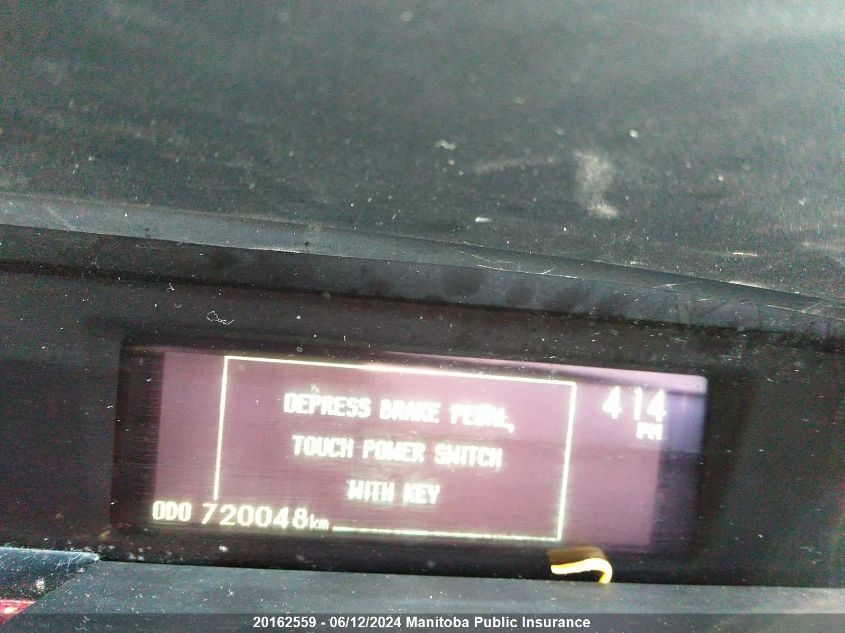 DEPRESS BRAKE PEDAL,
TOUCH POWER SWITCH
WITH KEY
4 14
PM
ODO 720048km
20162559 - 06/12/2024 Manitoba Public Insurance